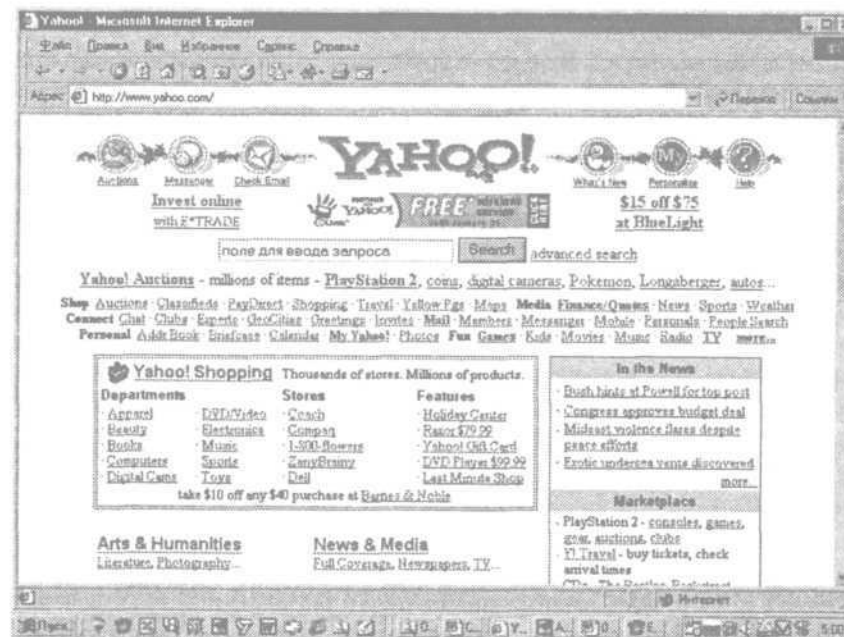 Yahoo! - Microsoft Internet Explorer
Файл Правка Вид Избранное Сервис Справка
Адрес http://www.yahoo.com/ Переход Ссылки
YAHOO!
Auctions Messenger Check Email What's New Personalize Help
Invest online
with E*TRADE
YAHOO! FREE
$15 off $75
at BlueLight
поле для ввода запроса Search advanced search
Yahoo! Auctions - millions of items - PlayStation 2, coins, digital cameras, Pokemon, Longaberger, autos...
Shop Auctions · Classifieds · PayDirect · Shopping · Travel · Yellow Pgs · Maps Media Finance/Quotes · News · Sports · Weather
Connect Chat · Clubs · Experts · GeoCities · Greetings · Invites Mail · Members · Messenger · Mobile · Personals · People Search
Personal Addr Book · Briefcase · Calendar My Yahoo! · Photos Fun Games · Kids · Movies · Music · Radio · TV more...
Yahoo! Shopping Thousands of stores. Millions of products.
Departments Stores Features
· Apparel · DVD/Video · Coach · Holiday Center
· Beauty · Electronics · Compaq · Razor $79.99
· Books · Music · 1-800-flowers · Yahoo! Gift Card
· Computers · Sports · ZanyBrainy · DVD Player $99.99
· Digital Cams · Toys · Dell · Last Minute Shop
take $10 off any $40 purchase at Barnes & Noble
In the News
· Bush hints at Powell for top post
· Congress approves budget deal
· Mideast violence flares despite
peace efforts
· Exotic undersea vents discovered
more...
Marketplace
· PlayStation 2 - consoles, games,
gear, auctions, clubs
· Y! Travel - buy tickets, check
arrival times
Arts & Humanities
Literature, Photography...
News & Media
Full Coverage, Newspapers, TV...
Интернет
Пуск